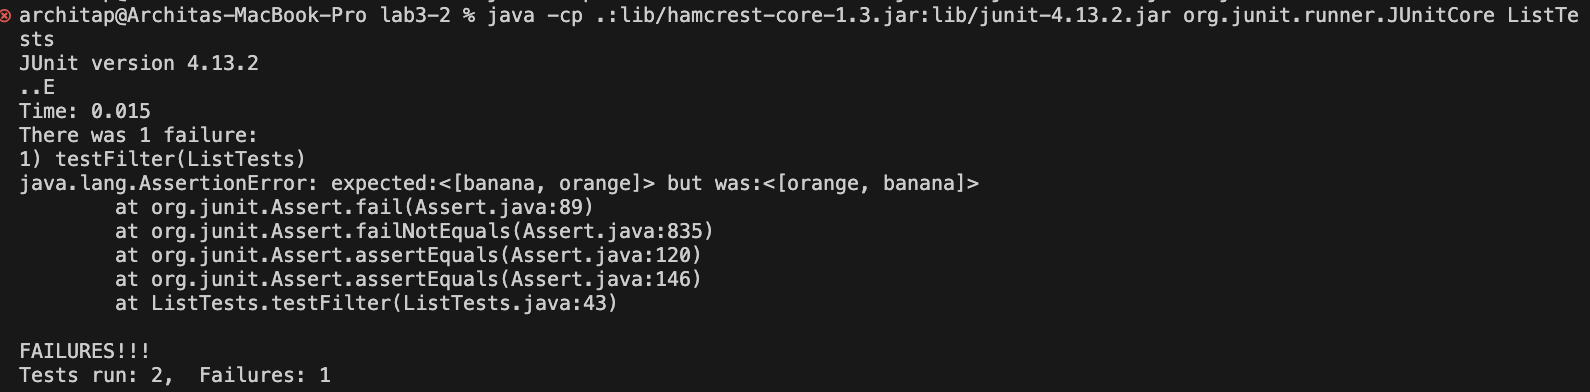 architap@Architas-MacBook-Pro lab3-2 % java -cp .:lib/hamcrest-core-1.3.jar:lib/junit-4.13.2.jar org.junit.runner.JUnitCore ListTe
sts
JUnit version 4.13.2
..E
Time: 0.015
There was 1 failure:
1) testFilter(ListTests)
java.lang.AssertionError: expected:<[banana, orange]> but was:<[orange, banana]>
        at org.junit.Assert.fail(Assert.java:89)
        at org.junit.Assert.failNotEquals(Assert.java:835)
        at org.junit.Assert.assertEquals(Assert.java:120)
        at org.junit.Assert.assertEquals(Assert.java:146)
        at ListTests.testFilter(ListTests.java:43)

FAILURES!!!
Tests run: 2,  Failures: 1